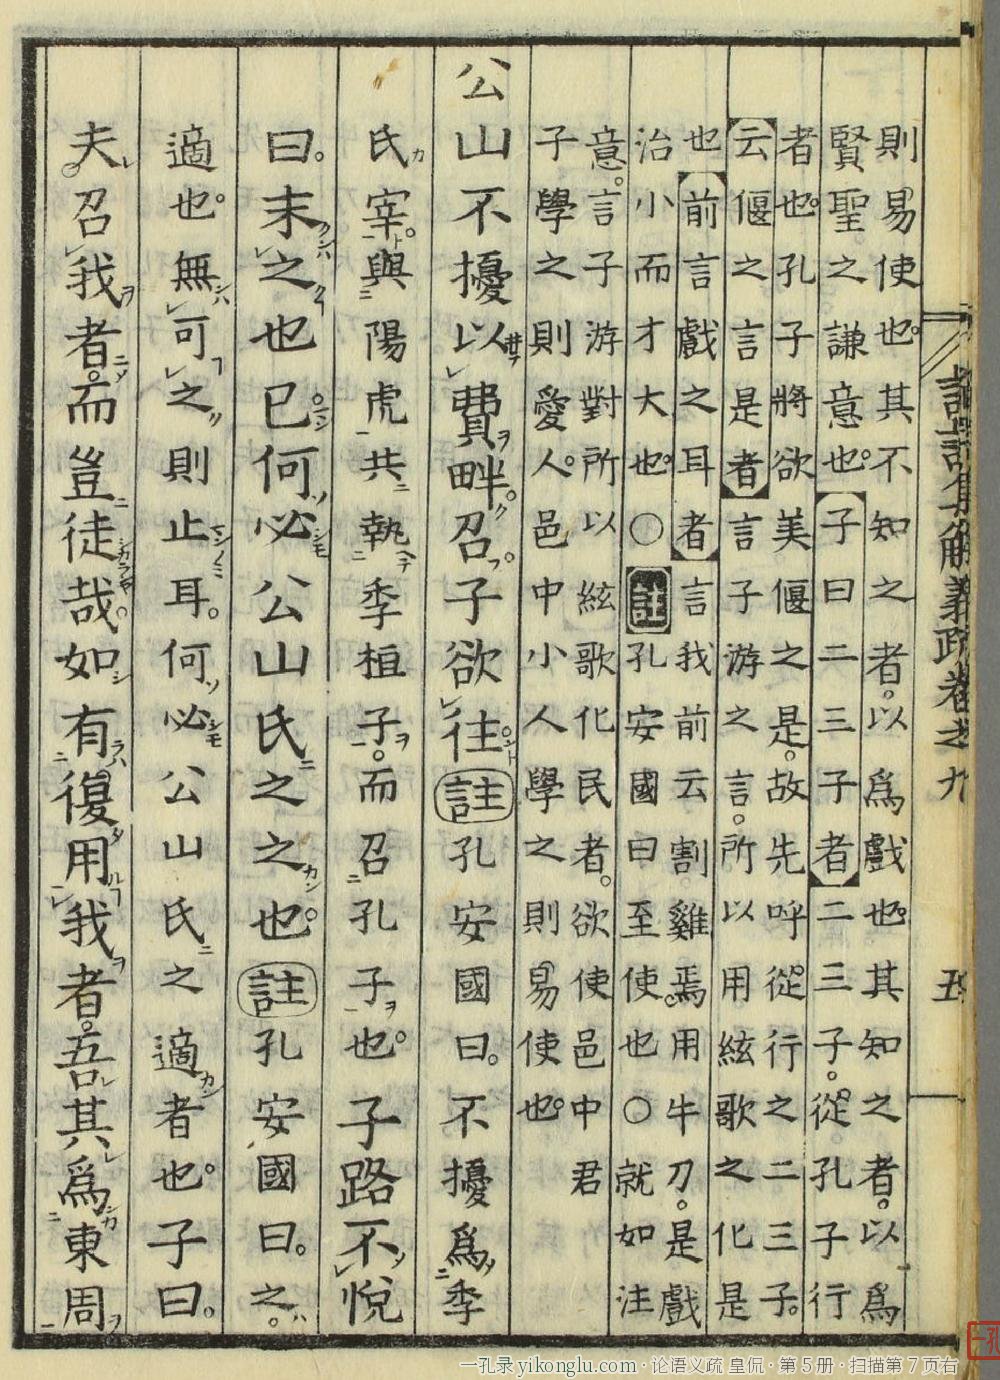 則易使也其不知之者以爲戲也其知之者以爲
賢聖之謙意也子曰二三子者二三子從孔子行
者也孔子將欲美偃之是故先呼從行之二三子
云偃之言是者言子游之言所以用絃歌之化是
也前言戲之耳者言我前云割雞焉用牛刀是戲
治小而才大也〇註孔安國曰至使也〇就如注
意言子游對所以絃歌化民者欲使邑中君
子學之則愛人邑中小人學之則易使也
公山不擾以費畔召子欲往註孔安國曰不擾爲季
氏宰與陽虎共執季桓子而召孔子也子路不悅
曰末之也已何必公山氏之之也註孔安國曰之
適也無可之則止耳何必公山氏之適者也子曰
夫召我者而豈徒哉如有復用我者吾其爲東周
論語集解義疏卷之九
五
一孔录 yikonglu.com · 论语义疏 皇侃 · 第 5 册 · 扫描第 7 页右